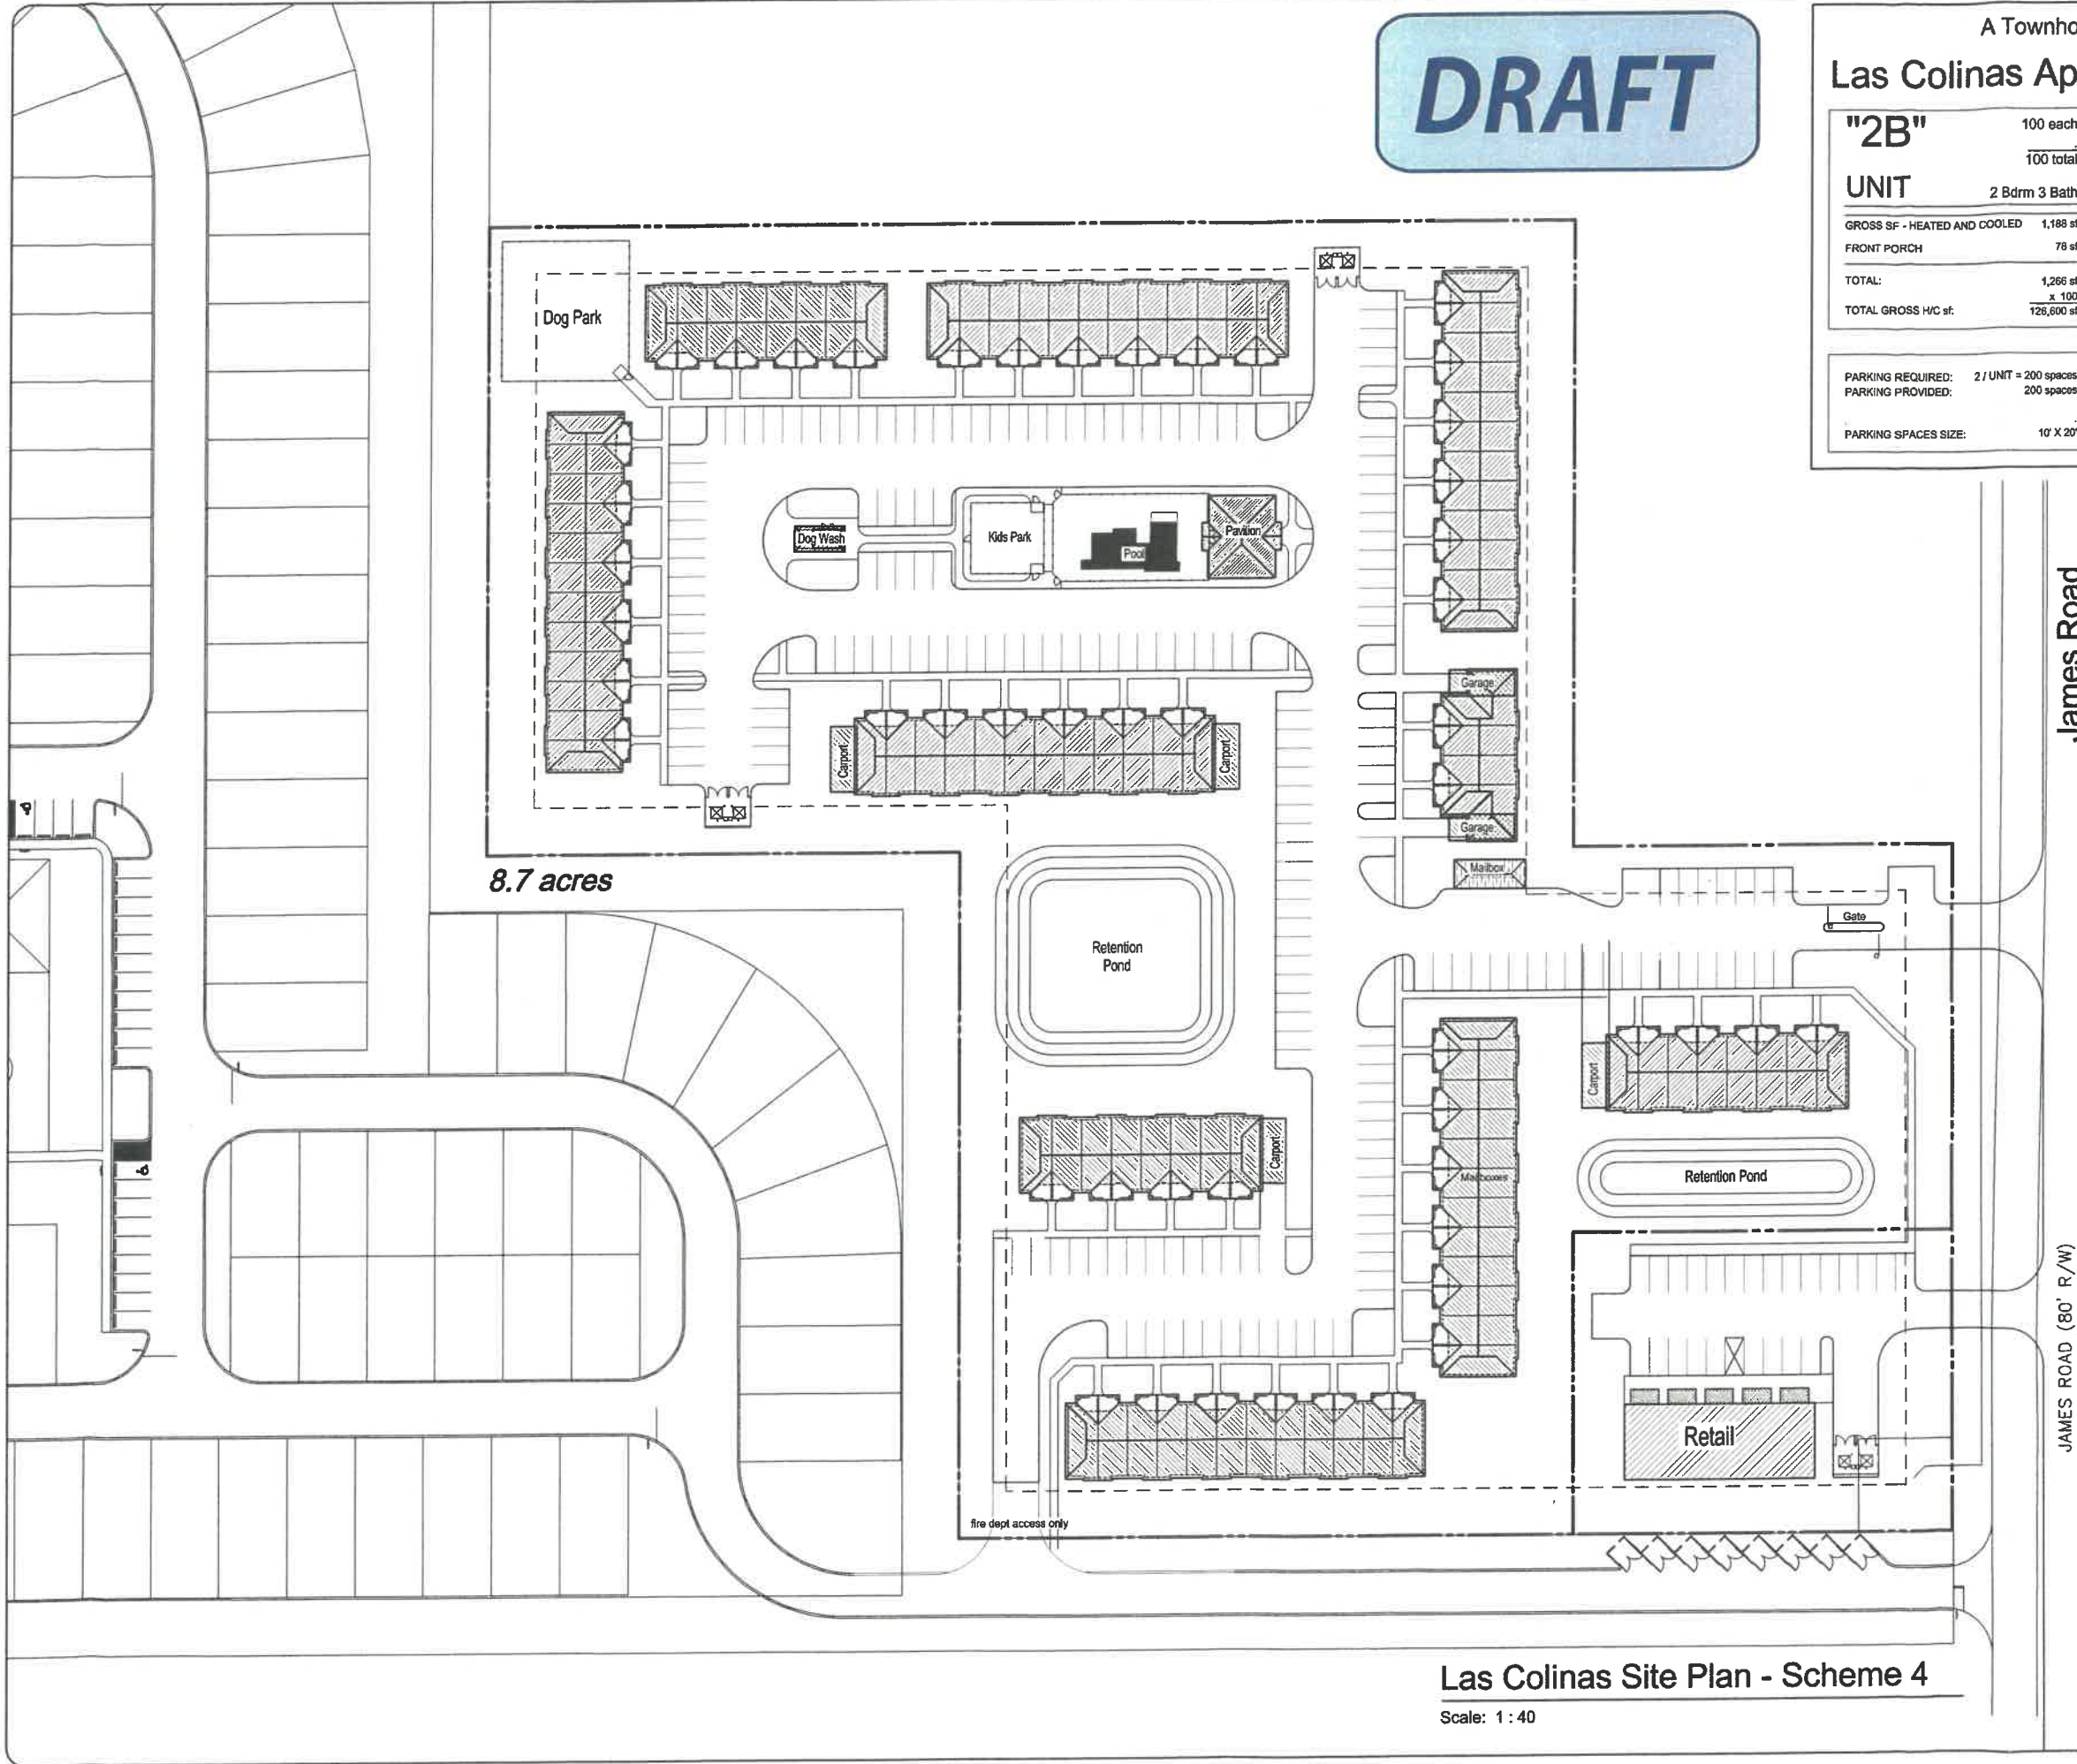 DRAFT
A Townho
Las Colinas Ap
"2B"
100 each
100 total
UNIT
2 Bdrm 3 Bath
GROSS SF - HEATED AND COOLED 1,188 sf
FRONT PORCH 78 sf
TOTAL: 1,266 sf
x 100
TOTAL GROSS H/C sf: 126,600 sf
PARKING REQUIRED: 2 / UNIT = 200 spaces
PARKING PROVIDED: 200 spaces
PARKING SPACES SIZE: 10' X 20'
Dog Park
Dog Wash
Kids Park
Pool
Pavilion
James Road
Garage
Carport
Carport
Garage
Mailbox
8.7 acres
Gate
Retention
Pond
Carport
Carport
Mailboxes
Retention Pond
JAMES ROAD (80' R/W)
Retail
fire dept access only
Las Colinas Site Plan - Scheme 4
Scale: 1 : 40